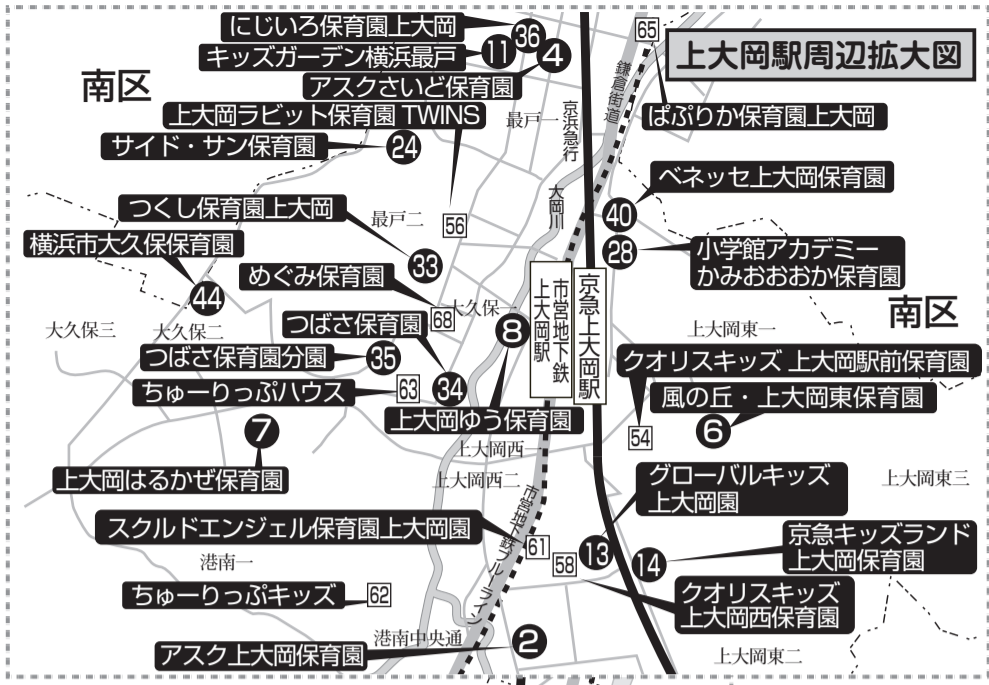 にじいろ保育園上大岡
36
65
上大岡駅周辺拡大図
キッズガーデン横浜最戸
11
4
南区
アスクさいど保育園
鎌倉街道
上大岡ラビット保育園 TWINS
最戸一
京浜急行
ぱぷりか保育園上大岡
サイド・サン保育園
24
ベネッセ上大岡保育園
つくし保育園上大岡
最戸二
56
大岡川
40
横浜市大久保保育園
33
28
小学館アカデミー
かみおおおか保育園
めぐみ保育園
44
68
大久保一
市営地下鉄
上大岡駅
京急上大岡駅
南区
大久保三
大久保二
つばさ保育園
8
上大岡東一
つばさ保育園分園
35
クオリスキッズ 上大岡駅前保育園
ちゅーりっぷハウス
63
34
風の丘・上大岡東保育園
上大岡ゆう保育園
7
54
6
上大岡西一
上大岡はるかぜ保育園
上大岡西二
グローバルキッズ
上大岡園
上大岡東三
市営地下鉄ブルーライン
スクルドエンジェル保育園上大岡園
61
58
13
14
京急キッズランド
上大岡保育園
港南一
ちゅーりっぷキッズ
62
クオリスキッズ
上大岡西保育園
港南中央通
2
アスク上大岡保育園
上大岡東二